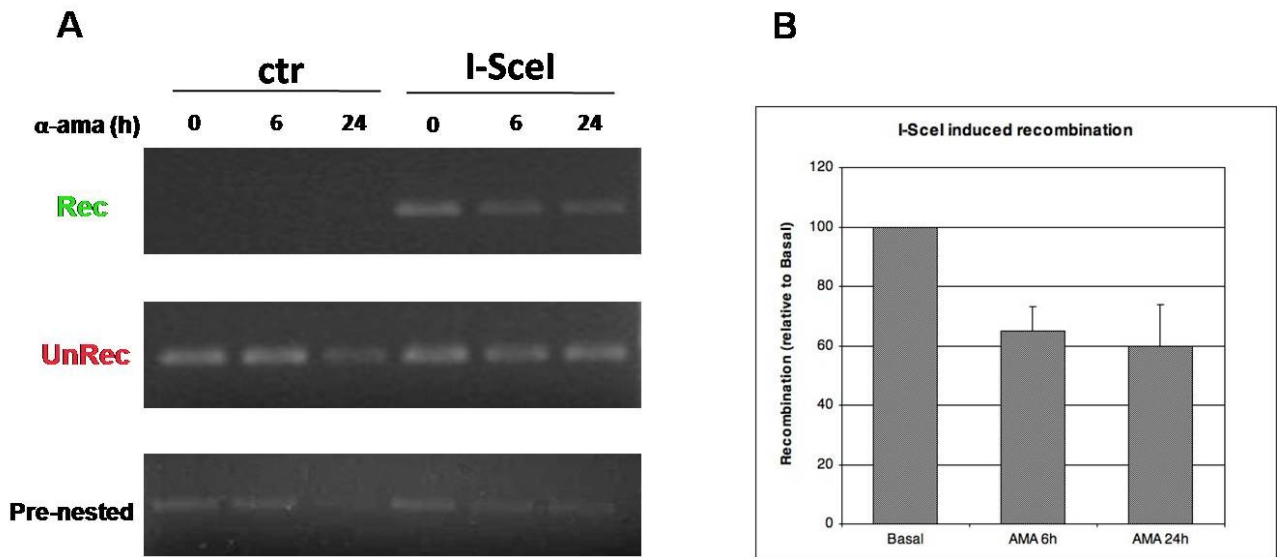 A
ctr
I-SceI
α-ama (h)
0 6 24 0 6 24
Rec
UnRec
Pre-nested
B
I-SceI induced recombination
Recombination (relative to Basal)
120
100
80
60
40
20
0
Basal AMA 6h AMA 24h